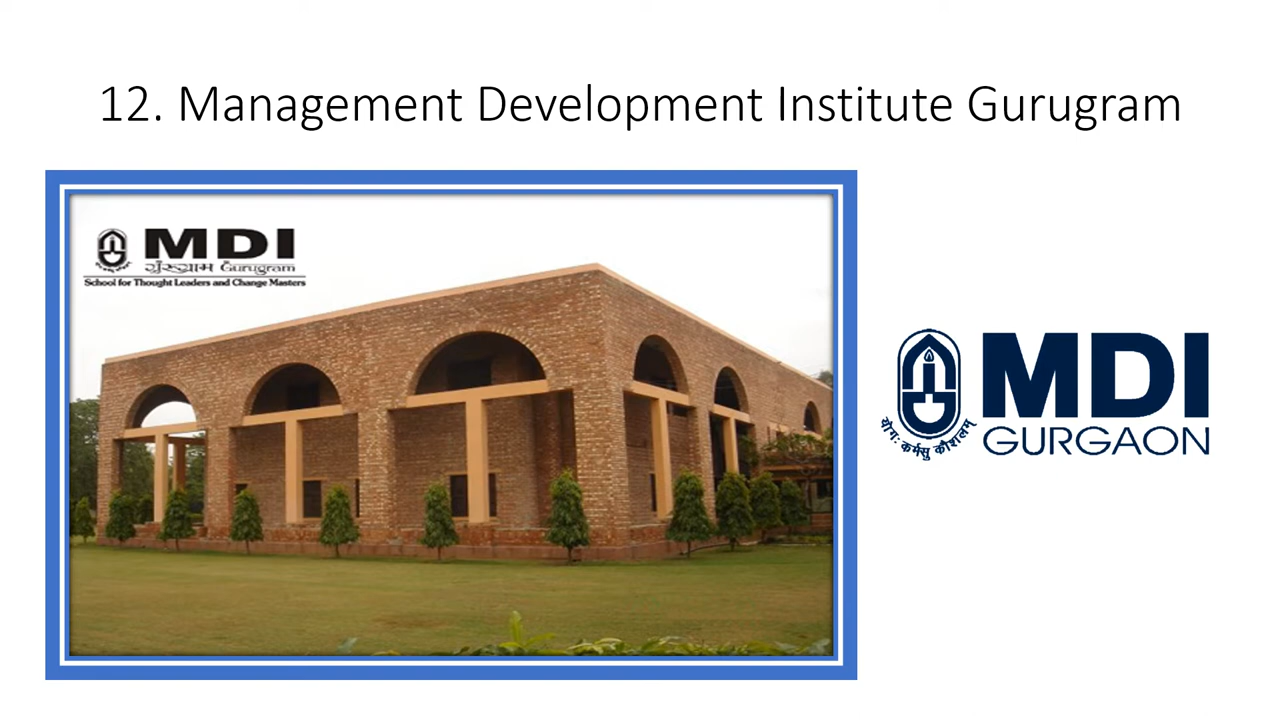 12. Management Development Institute Gurugram
MDI
गुरुग्राम Gurugram
School for Thought Leaders and Change Masters
MDI
GURGAON
योगः कर्मसु कौशलम्